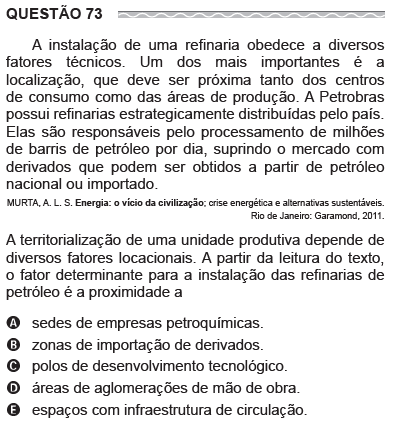 QUESTÃO 73
A instalação de uma refinaria obedece a diversos
fatores técnicos. Um dos mais importantes é a
localização, que deve ser próxima tanto dos centros
de consumo como das áreas de produção. A Petrobras
possui refinarias estrategicamente distribuídas pelo país.
Elas são responsáveis pelo processamento de milhões
de barris de petróleo por dia, suprindo o mercado com
derivados que podem ser obtidos a partir de petróleo
nacional ou importado.
MURTA, A. L. S. Energia: o vício da civilização; crise energética e alternativas sustentáveis.
Rio de Janeiro: Garamond, 2011.
A territorialização de uma unidade produtiva depende de
diversos fatores locacionais. A partir da leitura do texto,
o fator determinante para a instalação das refinarias de
petróleo é a proximidade a
A sedes de empresas petroquímicas.
B zonas de importação de derivados.
C polos de desenvolvimento tecnológico.
D áreas de aglomerações de mão de obra.
E espaços com infraestrutura de circulação.